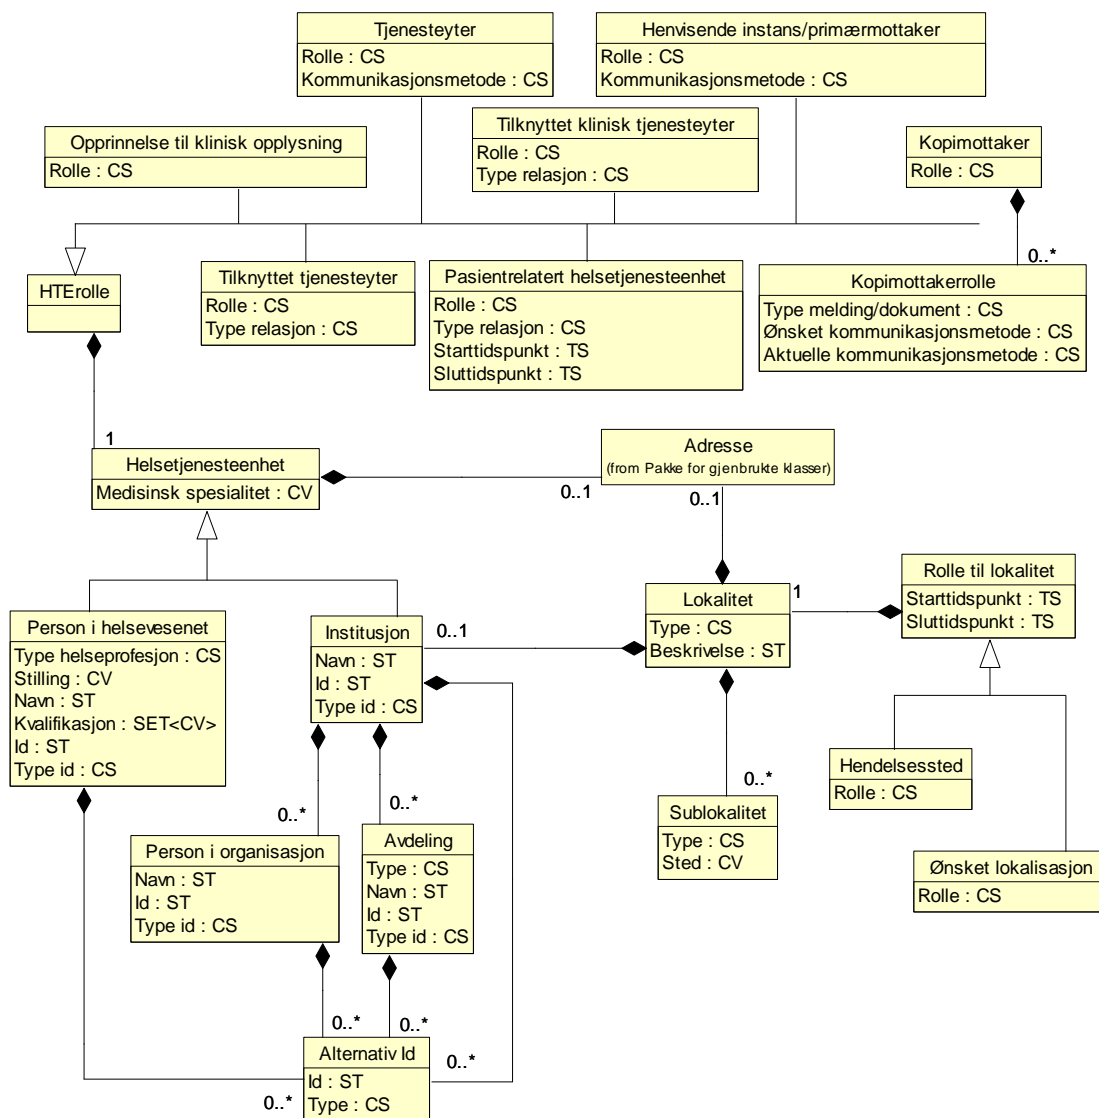 Tjenesteyter
Rolle : CS
Kommunikasjonsmetode : CS
Henvisende instans/primærmottaker
Rolle : CS
Kommunikasjonsmetode : CS
Opprinnelse til klinisk opplysning
Rolle : CS
Tilknyttet klinisk tjenesteyter
Rolle : CS
Type relasjon : CS
Kopimottaker
Rolle : CS
0..*
HTErolle
Tilknyttet tjenesteyter
Rolle : CS
Type relasjon : CS
Pasientrelatert helsetjenesteenhet
Rolle : CS
Type relasjon : CS
Starttidspunkt : TS
Sluttidspunkt : TS
Kopimottakerrolle
Type melding/dokument : CS
Ønsket kommunikasjonsmetode : CS
Aktuelle kommunikasjonsmetode : CS
1
Helsetjenesteenhet
Medisinsk spesialitet : CV
0..1
Adresse
(from Pakke for gjenbrukte klasser)
0..1
Person i helsevesenet
Type helseprofesjon : CS
Stilling : CV
Navn : ST
Kvalifikasjon : SET<CV>
Id : ST
Type id : CS
Institusjon
Navn : ST
Id : ST
Type id : CS
0..1
Lokalitet
Type : CS
Beskrivelse : ST
1
Rolle til lokalitet
Starttidspunkt : TS
Sluttidspunkt : TS
Hendelsessted
Rolle : CS
0..*
0..*
0..*
Person i organisasjon
Navn : ST
Id : ST
Type id : CS
Avdeling
Type : CS
Navn : ST
Id : ST
Type id : CS
Sublokalitet
Type : CS
Sted : CV
Ønsket lokalisasjon
Rolle : CS
0..*
0..*
0..*
0..*
Alternativ Id
Id : ST
Type : CS